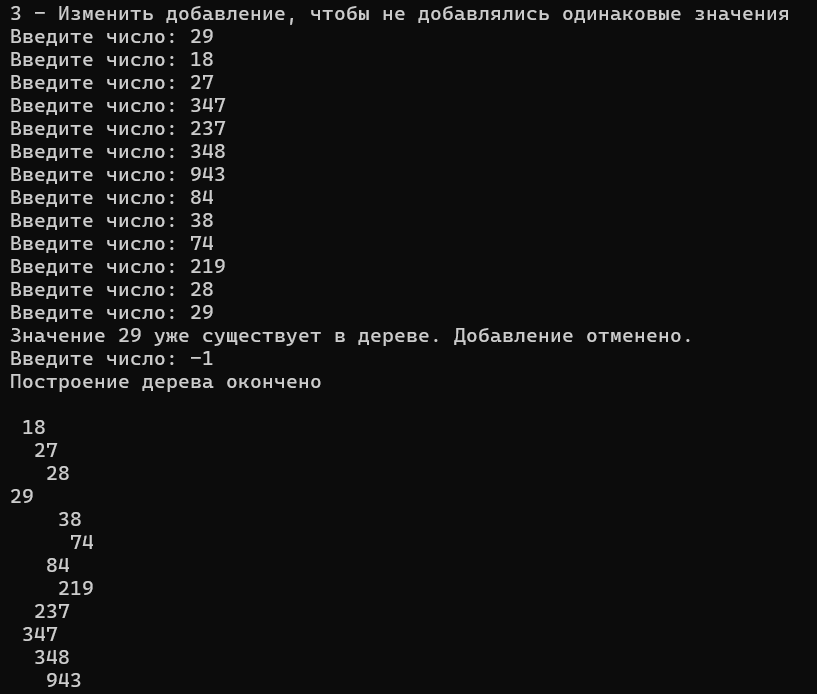 3 – Изменить добавление, чтобы не добавлялись одинаковые значения
Введите число: 29
Введите число: 18
Введите число: 27
Введите число: 347
Введите число: 237
Введите число: 348
Введите число: 943
Введите число: 84
Введите число: 38
Введите число: 74
Введите число: 219
Введите число: 28
Введите число: 29
Значение 29 уже существует в дереве. Добавление отменено.
Введите число: -1
Построение дерева окончено

 18
  27
   28
29
    38
     74
   84
    219
  237
 347
  348
   943